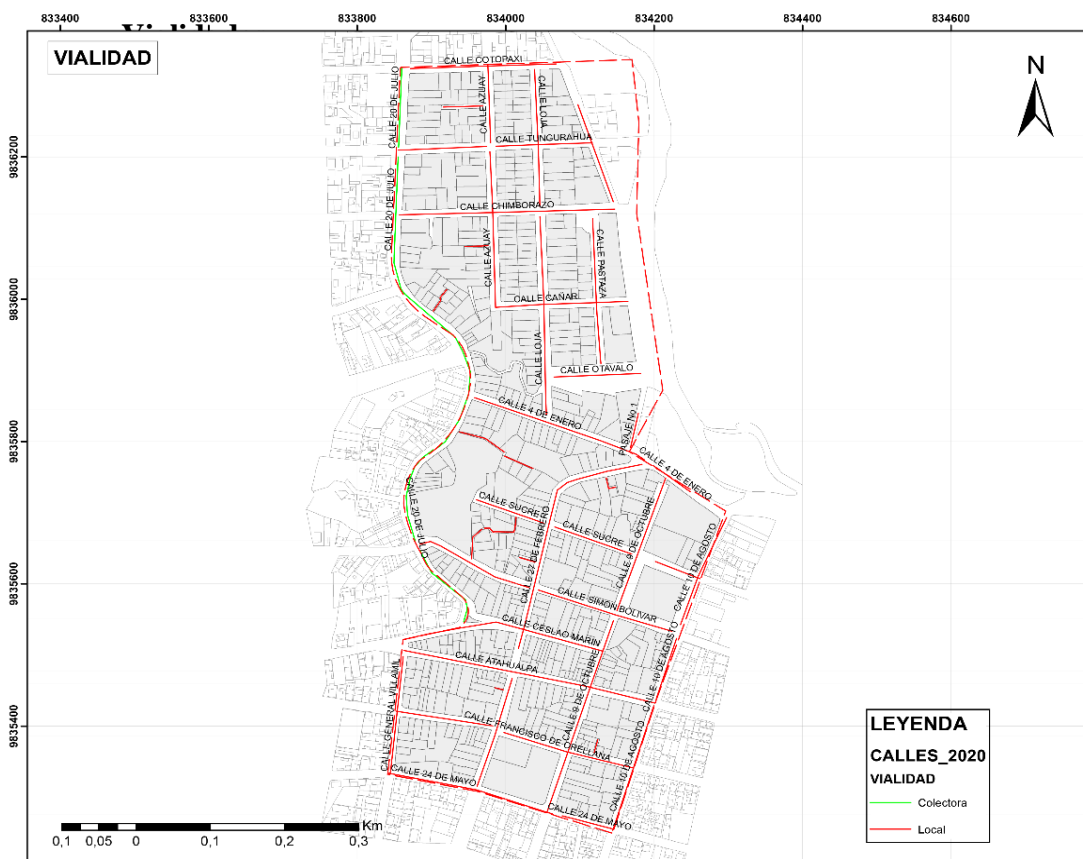 833400 833600 833800 834000 834200 834400 834600
VIALIDAD
N
CALLE COTOPAXI
CALLE 20 DE JULIO
CALLE AZUAY
CALLE LOJA
CALLE TUNGURAHUA
9836200
CALLE 20 DE JULIO
CALLE CHIMBORAZO
CALLE AZUAY
CALLE PASTAZA
9836000
CALLE CAÑAR
CALLE LOJA
CALLE OTAVALO
CALLE 4 DE ENERO
PASAJE No 1
9835800
CALLE 4 DE ENERO
CALLE 20 DE JULIO
CALLE SUCRE
CALLE 27 DE FEBRERO
CALLE SUCRE
CALLE 9 DE OCTUBRE
CALLE 10 DE AGOSTO
9835600
CALLE SIMON BOLIVAR
CALLE CESLAO MARIN
CALLE ATAHUALPA
CALLE 9 DE OCTUBRE
CALLE 10 DE AGOSTO
CALLE GENERAL VILLAMIL
9835400
CALLE FRANCISCO DE ORELLANA
CALLE 10 DE AGOSTO
CALLE 24 DE MAYO
CALLE 24 DE MAYO
LEYENDA
CALLES_2020
VIALIDAD
Colectora
Local
Km
0,1 0,05 0 0,1 0,2 0,3